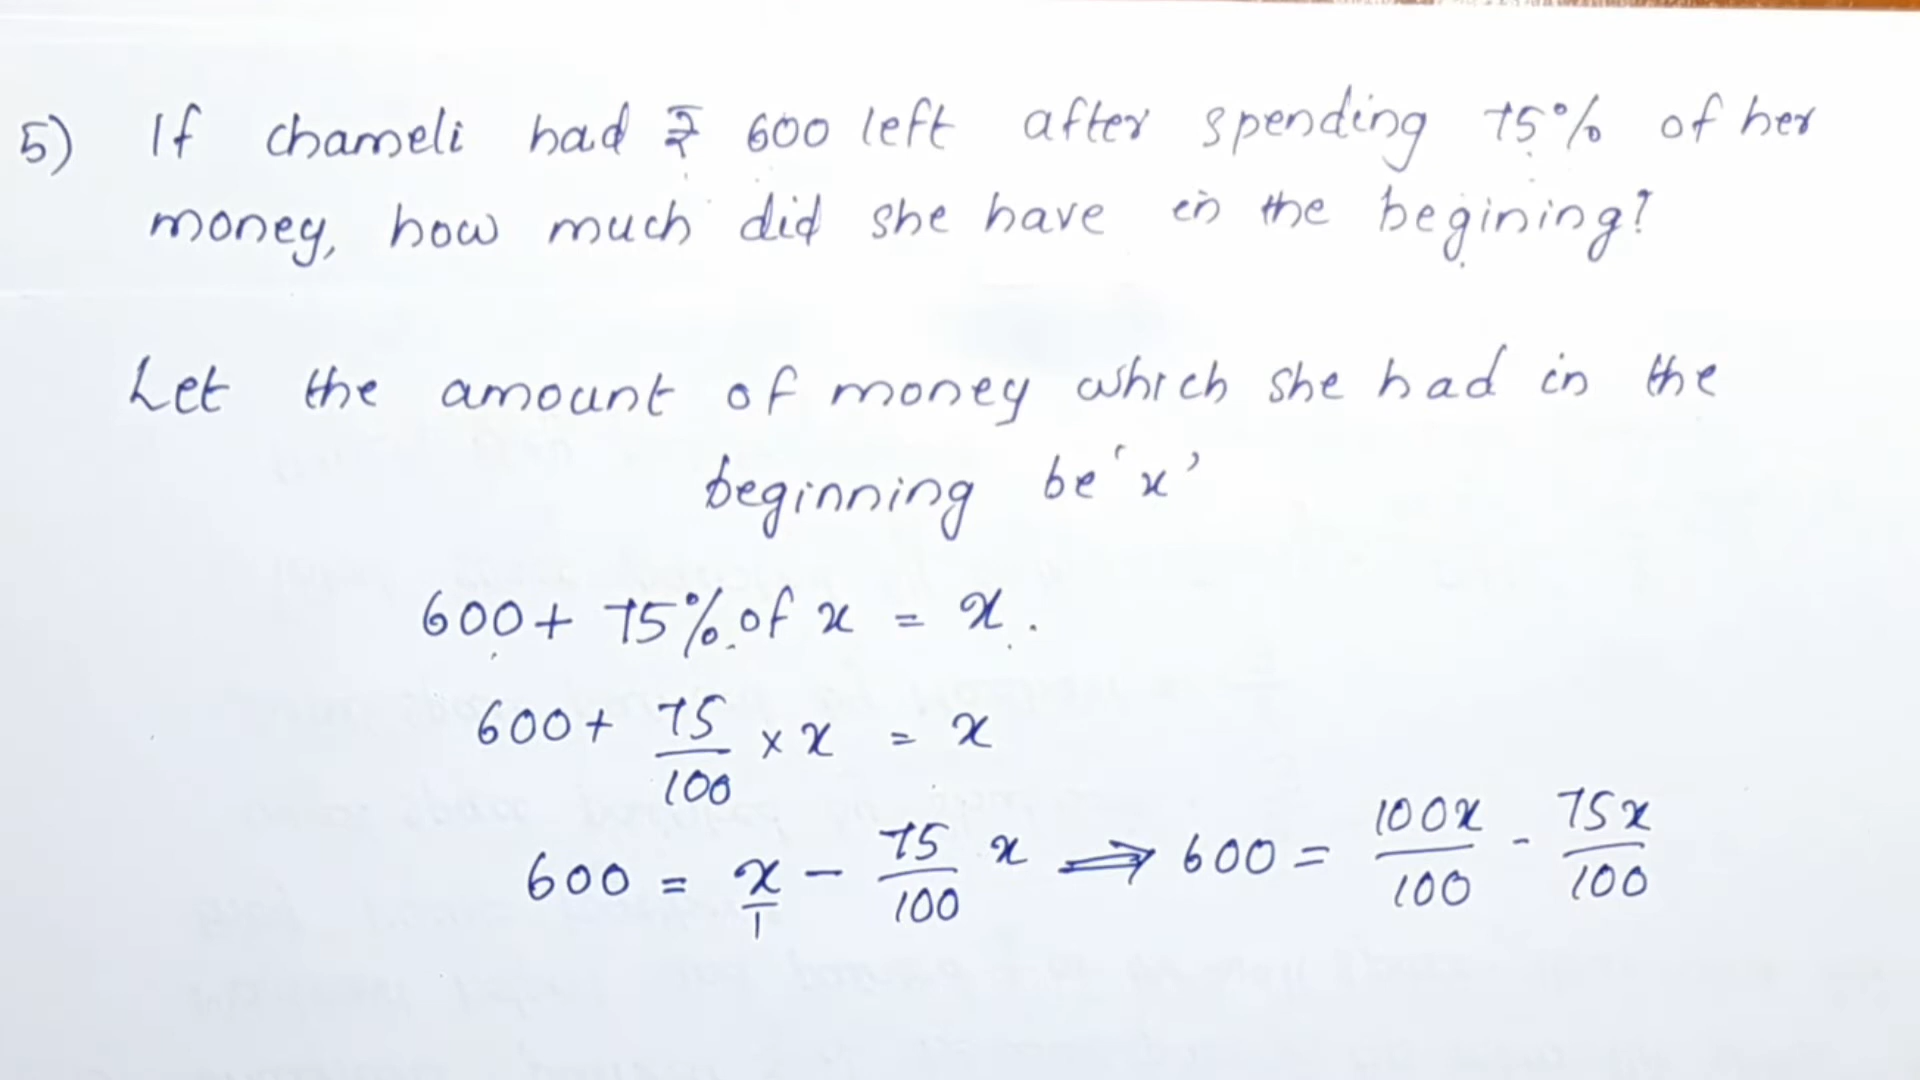 5) If chameli had ₹ 600 left after spending 75% of her
money, how much did she have in the begining?
Let the amount of money which she had in the
beginning be 'x'
600 + 75% of x = x.
600 + 75/100 × x = x
600 = x/1 - 75/100 x ⟹ 600 = 100x/100 - 75x/100